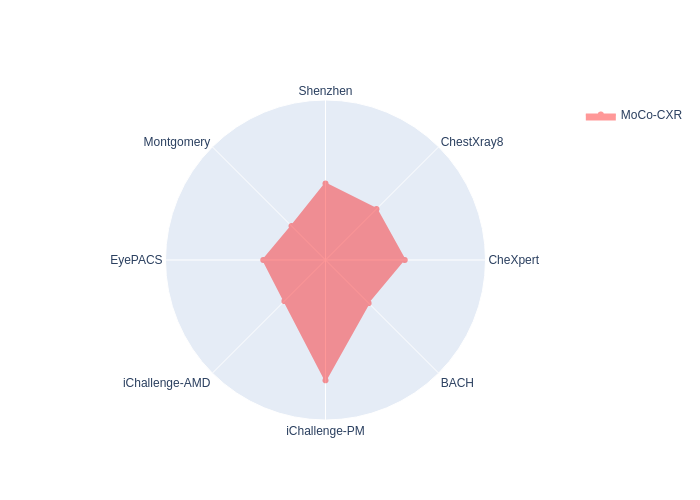 Shenzhen
MoCo-CXR
Montgomery
ChestXray8
EyePACS
CheXpert
iChallenge-AMD
BACH
iChallenge-PM